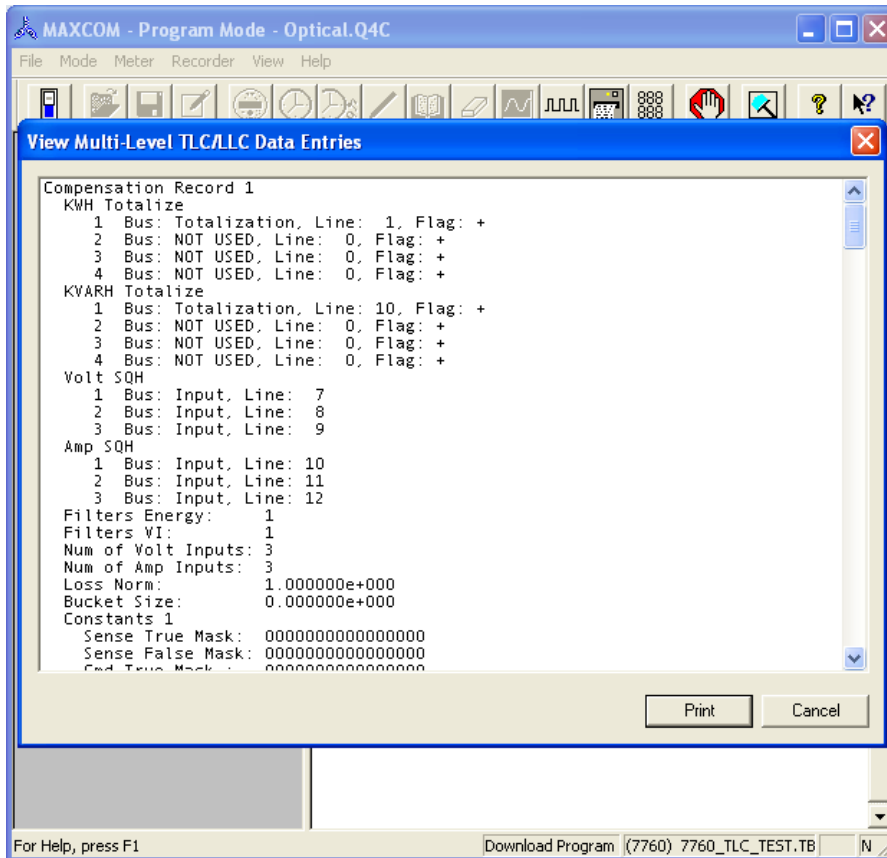 MAXCOM - Program Mode - Optical.Q4C
File Mode Meter Recorder View Help
View Multi-Level TLC/LLC Data Entries
Compensation Record 1
KWH Totalize
1 Bus: Totalization, Line: 1, Flag: +
2 Bus: NOT USED, Line: 0, Flag: +
3 Bus: NOT USED, Line: 0, Flag: +
4 Bus: NOT USED, Line: 0, Flag: +
KVARH Totalize
1 Bus: Totalization, Line: 10, Flag: +
2 Bus: NOT USED, Line: 0, Flag: +
3 Bus: NOT USED, Line: 0, Flag: +
4 Bus: NOT USED, Line: 0, Flag: +
Volt SQH
1 Bus: Input, Line: 7
2 Bus: Input, Line: 8
3 Bus: Input, Line: 9
Amp SQH
1 Bus: Input, Line: 10
2 Bus: Input, Line: 11
3 Bus: Input, Line: 12
Filters Energy: 1
Filters VI: 1
Num of Volt Inputs: 3
Num of Amp Inputs: 3
Loss Norm: 1.000000e+000
Bucket Size: 0.000000e+000
Constants 1
Sense True Mask: 0000000000000000
Sense False Mask: 0000000000000000
Cmd True Mask : 0000000000000000
Print Cancel
For Help, press F1 Download Program (7760) 7760_TLC_TEST.TB N